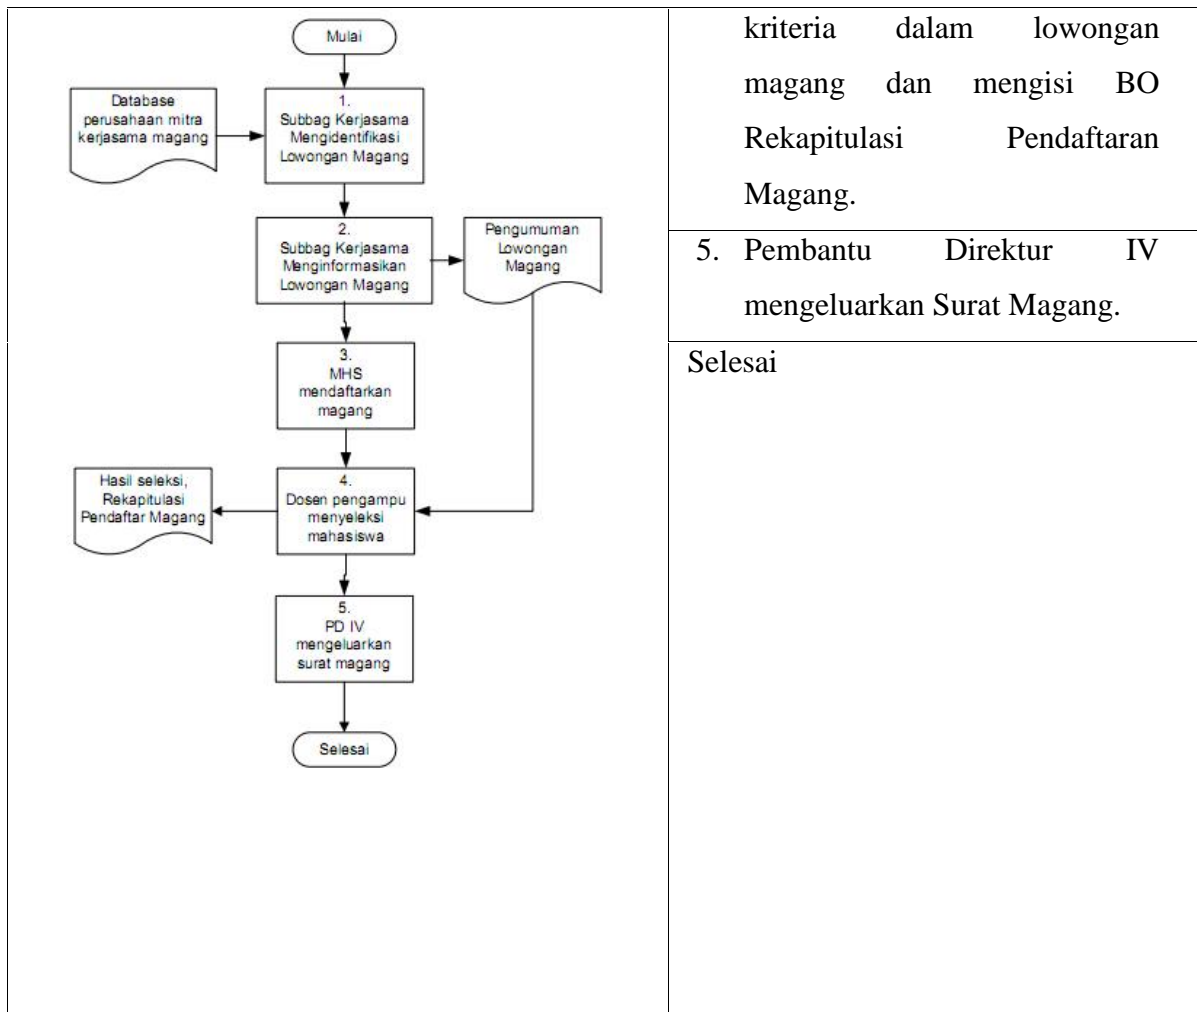 Mulai
Database
perusahaan mitra
kerjasama magang
1.
Subbag Kerjasama
Mengidentifikasi
Lowongan Magang
2.
Subbag Kerjasama
Menginformasikan
Lowongan Magang
Pengumuman
Lowongan
Magang
3.
MHS
mendaftarkan
magang
Hasil seleksi,
Rekapitulasi
Pendaftar Magang
4.
Dosen pengampu
menyeleksi
mahasiswa
5.
PD IV
mengeluarkan
surat magang
Selesai
kriteria dalam lowongan
magang dan mengisi BO
Rekapitulasi Pendaftaran
Magang.
5. Pembantu Direktur IV
mengeluarkan Surat Magang.
Selesai